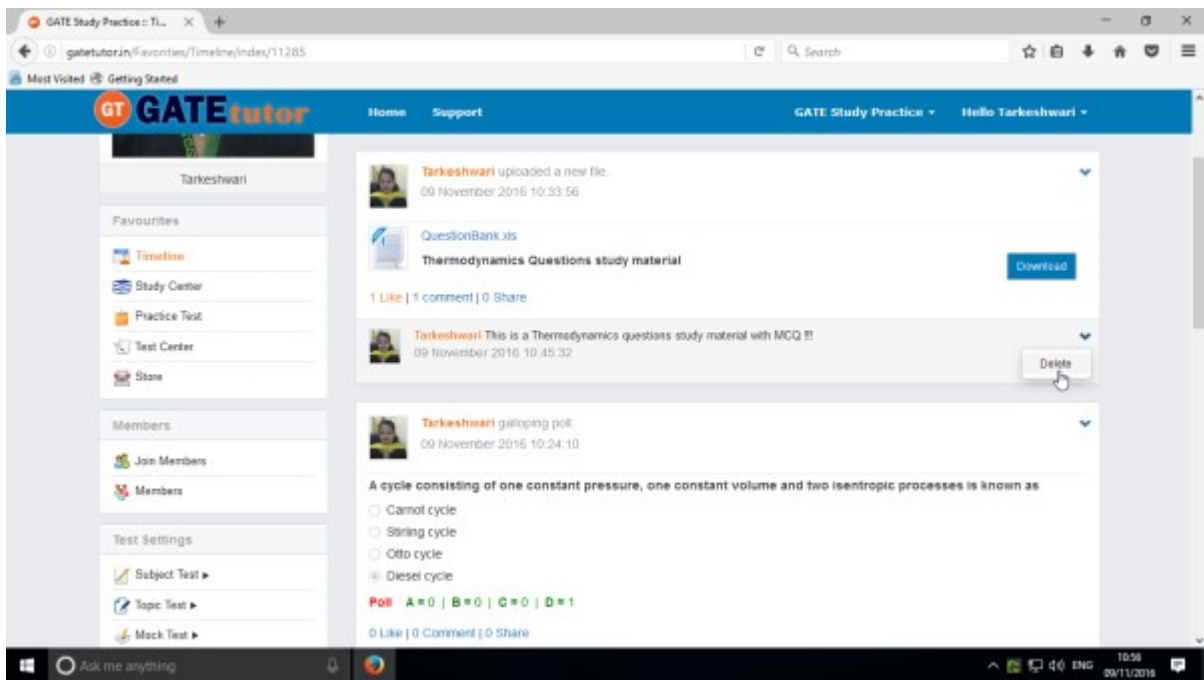 GATE Study Practice :: Ti...
gatetutor.in/Favorities/Timeline/Index/11285
Search
Most Visited
Getting Started
GT GATEtutor
Home
Support
GATE Study Practice
Hello Tarkeshwari
Tarkeshwari
Favourites
Timeline
Study Center
Practice Test
Test Center
Store
Members
Join Members
Members
Test Settings
Subject Test
Topic Test
Mock Test
Tarkeshwari uploaded a new file.
09 November 2016 10:33:56
QuestionBank.xls
Thermodynamics Questions study material
Download
1 Like | 1 comment | 0 Share
Tarkeshwari This is a Thermodynamics questions study material with MCQ !!!
09 November 2016 10:45:32
Delete
Tarkeshwari galloping poll.
09 November 2016 10:24:10
A cycle consisting of one constant pressure, one constant volume and two isentropic processes is known as
Carnot cycle
Stirling cycle
Otto cycle
Diesel cycle
Poll A = 0 | B = 0 | C = 0 | D = 1
0 Like | 0 Comment | 0 Share
Ask me anything
ENG
10:56
09/11/2016